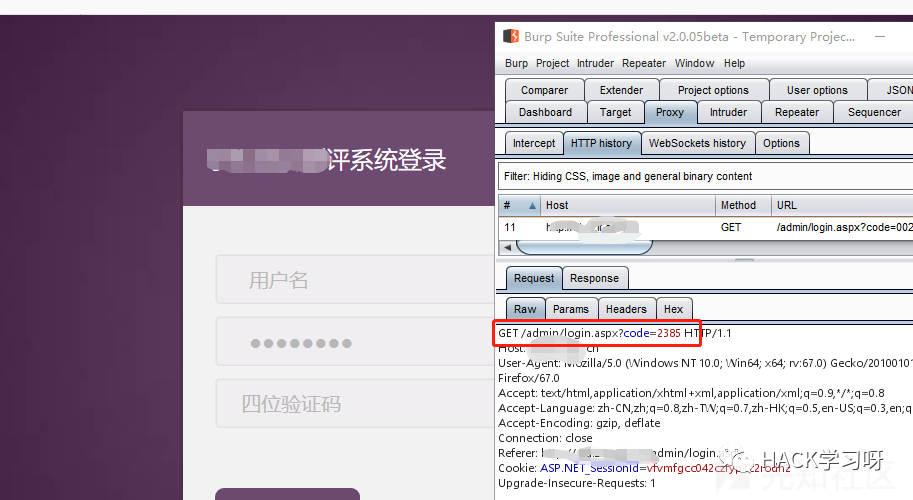 评系统登录
用户名
四位验证码
Burp Suite Professional v2.0.05beta - Temporary Projec...
Burp Project Intruder Repeater Window Help
Comparer Extender Project options User options JSON
Dashboard Target Proxy Intruder Repeater Sequencer
Intercept HTTP history WebSockets history Options
Filter: Hiding CSS, image and general binary content
# Host Method URL
11 GET /admin/login.aspx?code=002
Request Response
Raw Params Headers Hex
GET /admin/login.aspx?code=2385 HTTP/1.1
Host: cn
User-Agent: Mozilla/5.0 (Windows NT 10.0; Win64; x64; rv:67.0) Gecko/20100101
Firefox/67.0
Accept: text/html,application/xhtml+xml,application/xml;q=0.9,*/*;q=0.8
Accept-Language: zh-CN,zh;q=0.8,zh-TW;q=0.7,zh-HK;q=0.5,en-US;q=0.3,en;q
Accept-Encoding: gzip, deflate
Connection: close
Referer: admin/login.
Cookie: ASP.NET_SessionId=
Upgrade-Insecure-Requests: 1
HACK学习呀
先知社区